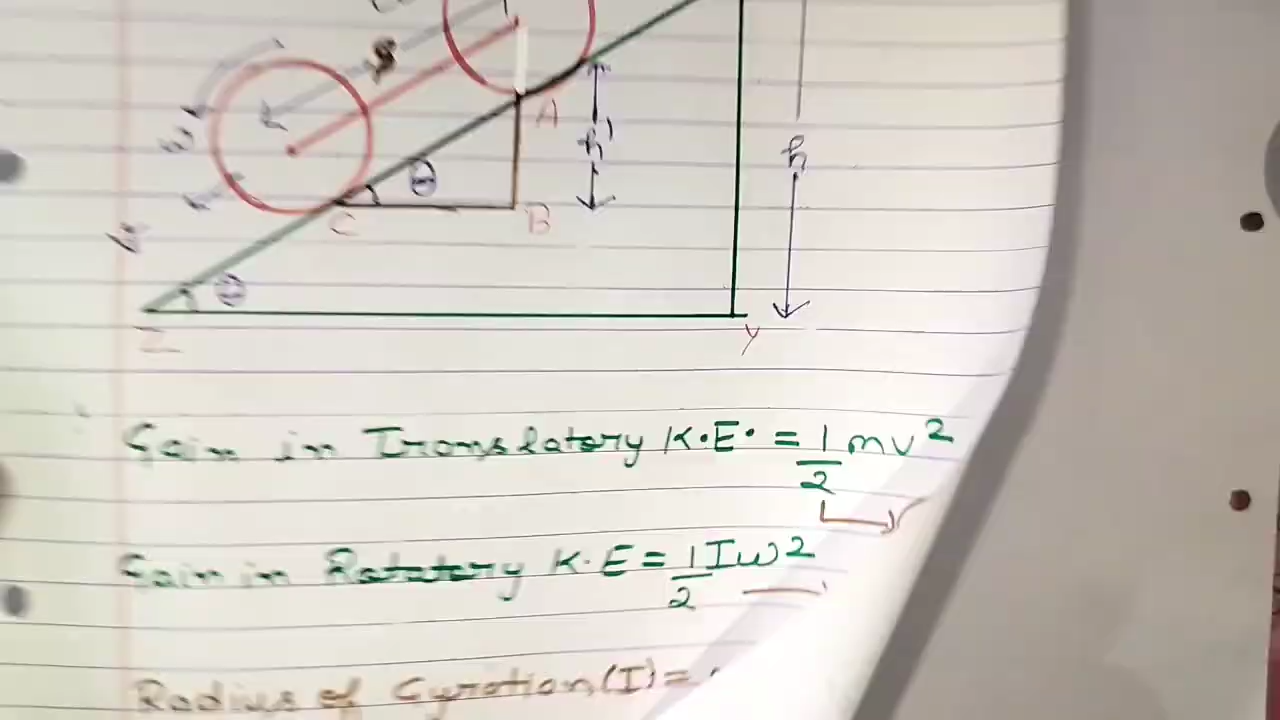 S
A
h'
h
ω
θ
C
B
θ
Z
Y
Gain in Translatory K.E. = 1/2 mv²
Gain in Rotatory K.E = 1/2 Iω²
Radius of Gyration (I) =